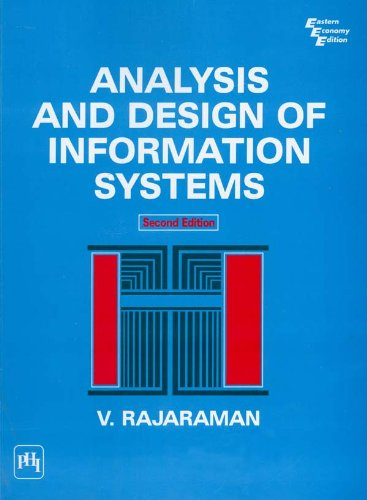 Eastern
Economy
Edition
ANALYSIS
AND DESIGN OF
INFORMATION
SYSTEMS
Second Edition
V. RAJARAMAN
PHI